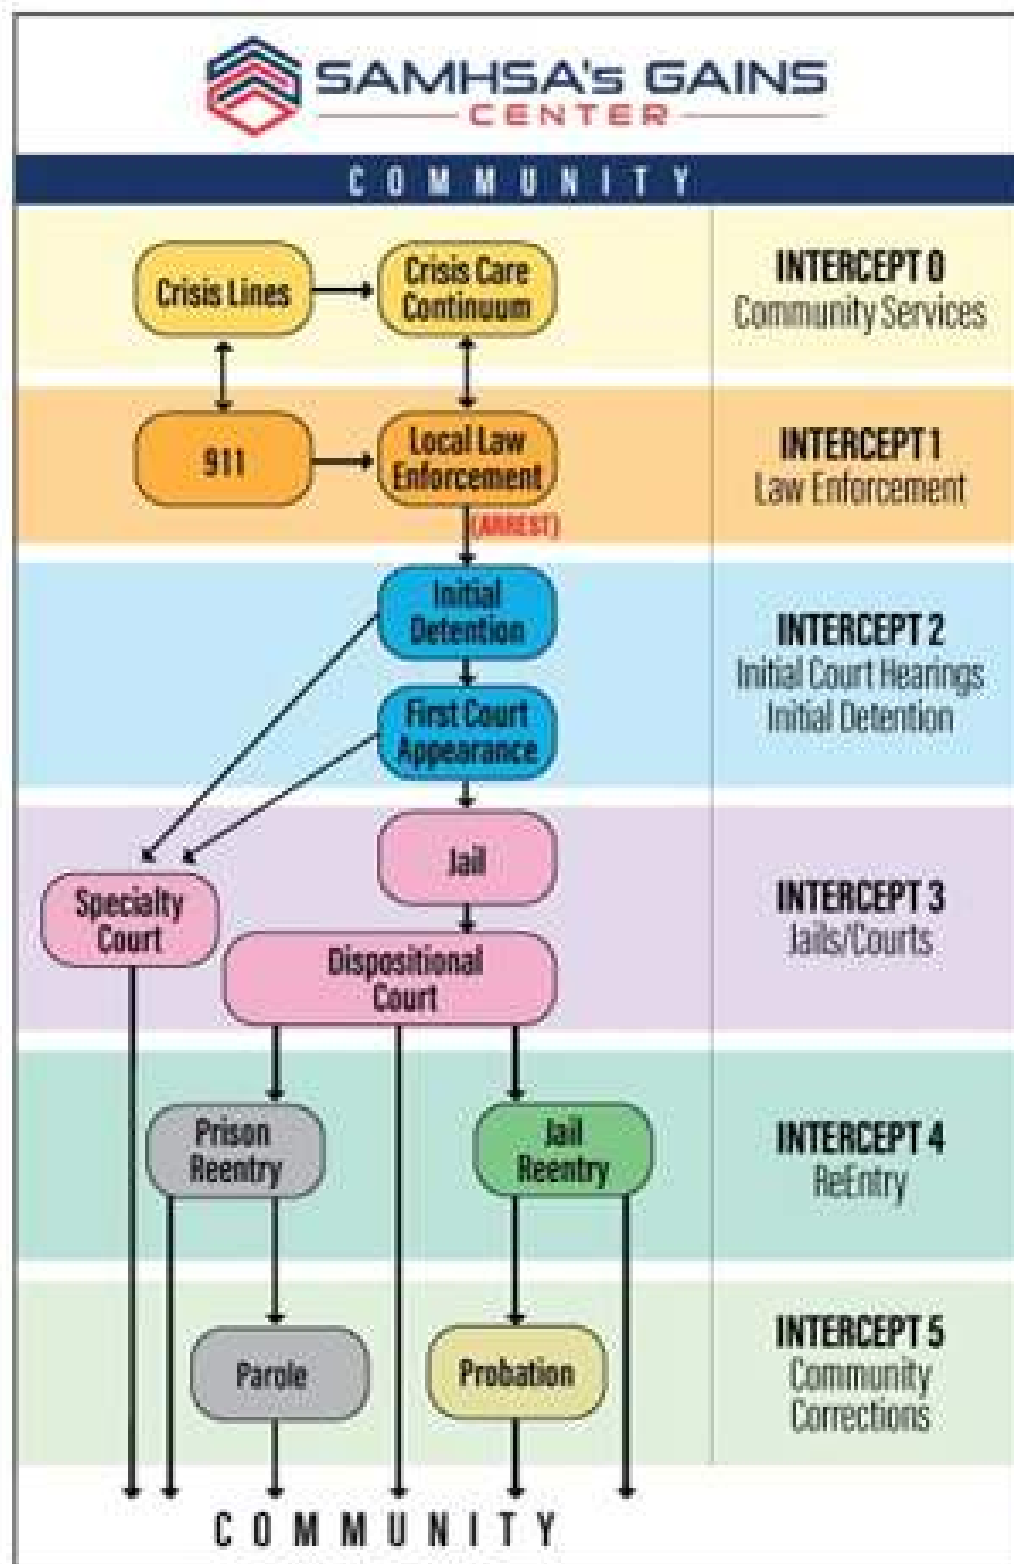 SAMHSA's GAINS
CENTER
COMMUNITY
Crisis Lines
Crisis Care
Continuum
INTERCEPT 0
Community Services
911
Local Law
Enforcement
(ARREST)
INTERCEPT 1
Law Enforcement
Initial
Detention
First Court
Appearance
INTERCEPT 2
Initial Court Hearings
Initial Detention
Jail
Specialty
Court
Dispositional
Court
INTERCEPT 3
Jails/Courts
Prison
Reentry
Jail
Reentry
INTERCEPT 4
ReEntry
Parole
Probation
INTERCEPT 5
Community
Corrections
COMMUNITY